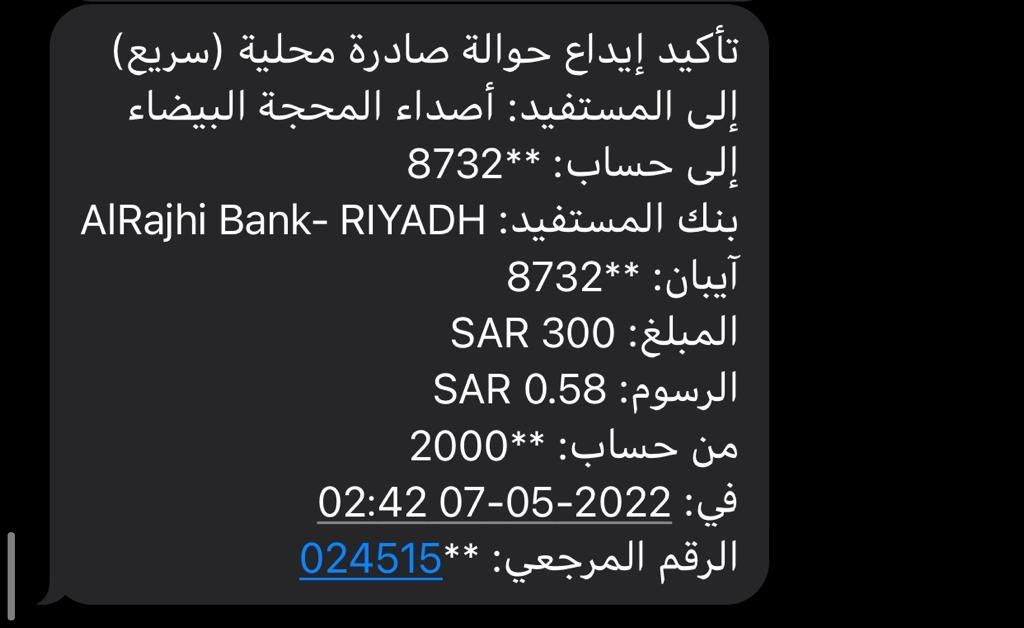 تأكيد إيداع حوالة صادرة محلية (سريع)
إلى المستفيد: أصداء المحجة البيضاء
إلى حساب: **8732
بنك المستفيد: AlRajhi Bank- RIYADH
آيبان: **8732
المبلغ: SAR 300
الرسوم: SAR 0.58
من حساب: **2000
في: 02:42 07-05-2022
الرقم المرجعي: **024515